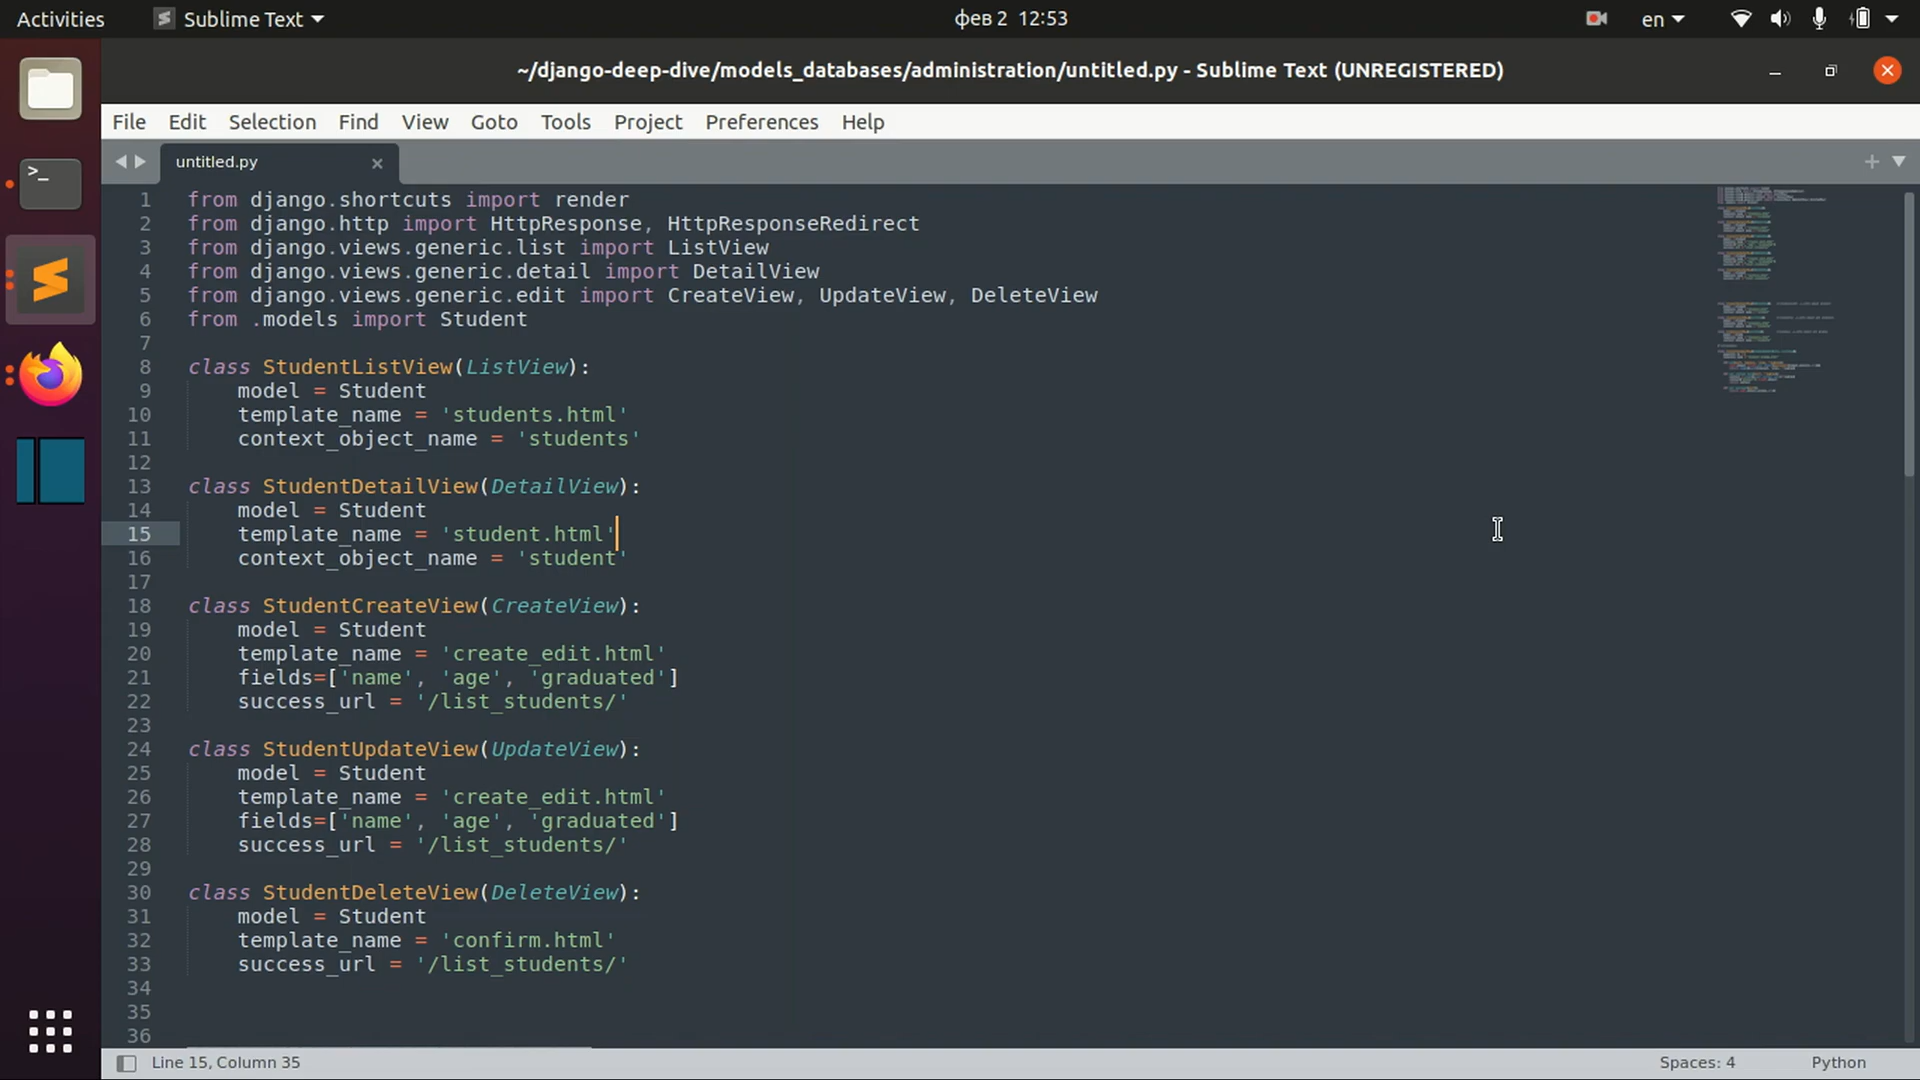 Activities Sublime Text фев 2 12:53 en
~/django-deep-dive/models_databases/administration/untitled.py - Sublime Text (UNREGISTERED)
File Edit Selection Find View Goto Tools Project Preferences Help
untitled.py
1 from django.shortcuts import render
2 from django.http import HttpResponse, HttpResponseRedirect
3 from django.views.generic.list import ListView
4 from django.views.generic.detail import DetailView
5 from django.views.generic.edit import CreateView, UpdateView, DeleteView
6 from .models import Student
7
8 class StudentListView(ListView):
9     model = Student
10     template_name = 'students.html'
11     context_object_name = 'students'
12
13 class StudentDetailView(DetailView):
14     model = Student
15     template_name = 'student.html'
16     context_object_name = 'student'
17
18 class StudentCreateView(CreateView):
19     model = Student
20     template_name = 'create_edit.html'
21     fields=['name', 'age', 'graduated']
22     success_url = '/list_students/'
23
24 class StudentUpdateView(UpdateView):
25     model = Student
26     template_name = 'create_edit.html'
27     fields=['name', 'age', 'graduated']
28     success_url = '/list_students/'
29
30 class StudentDeleteView(DeleteView):
31     model = Student
32     template_name = 'confirm.html'
33     success_url = '/list_students/'
34
35
36
Line 15, Column 35 Spaces: 4 Python